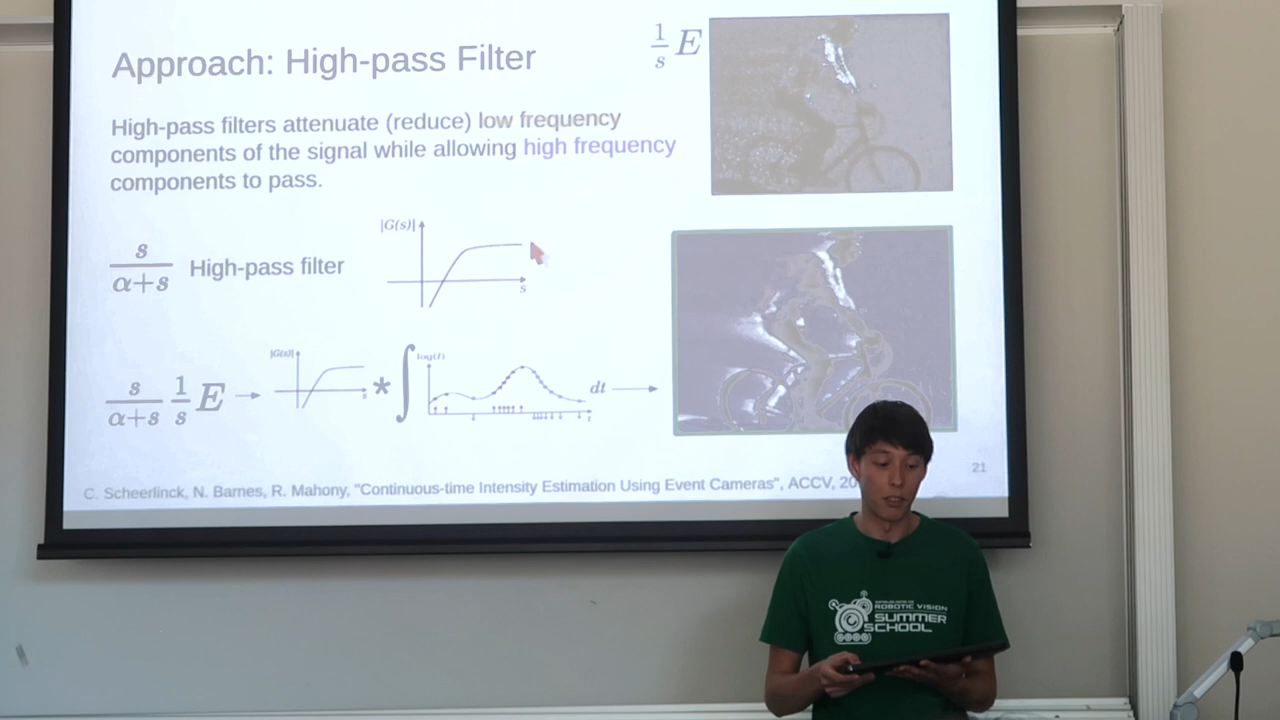 Approach: High-pass Filter
1/s E
High-pass filters attenuate (reduce) low frequency
components of the signal while allowing high frequency
components to pass.
s/(α+s) High-pass filter
|G(s)|
s
s/(α+s) 1/s E → |G(s)| s * ∫ log(I) t dt →
21
C. Scheerlinck, N. Barnes, R. Mahony, "Continuous-time Intensity Estimation Using Event Cameras", ACCV, 20
ROBOTIC VISION
SUMMER
SCHOOL